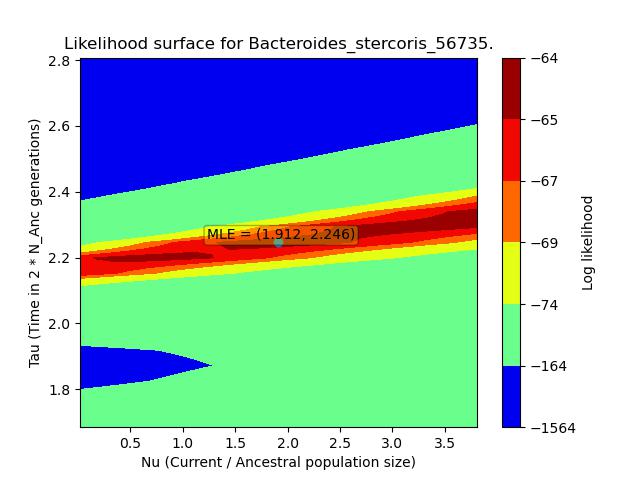 Likelihood surface for Bacteroides_stercoris_56735.
2.8
2.6
2.4
2.2
2.0
1.8
Tau (Time in 2 * N_Anc generations)
MLE = (1.912, 2.246)
0.5 1.0 1.5 2.0 2.5 3.0 3.5
Nu (Current / Ancestral population size)
−64
−65
−67
−69
−74
−164
−1564
Log likelihood